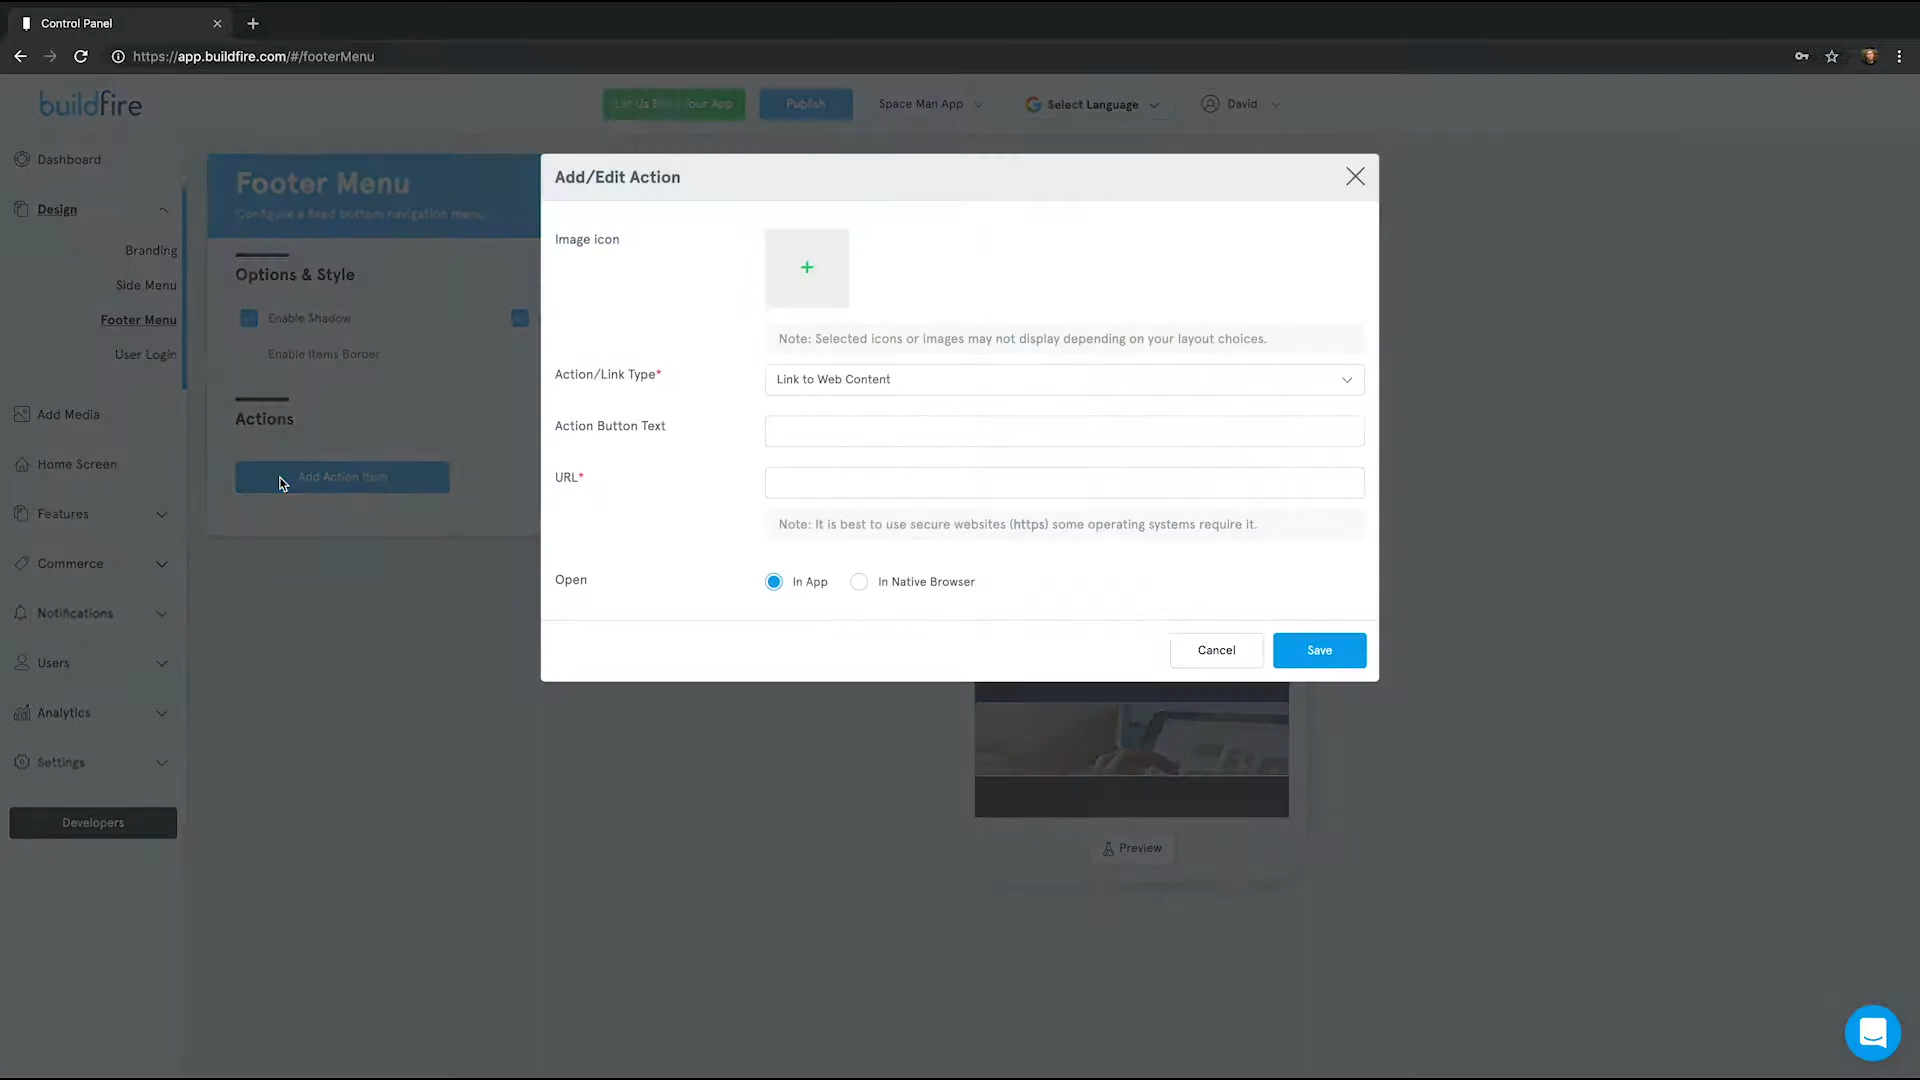 Control Panel
https://app.buildfire.com/#/footerMenu
buildfire
Publish
Space Man App
Select Language
David
Dashboard
Design
Branding
Side Menu
Footer Menu
User Login
Add Media
Home Screen
Features
Commerce
Notifications
Users
Analytics
Settings
Developers
Footer Menu
Configure a fixed bottom navigation menu.
Options & Style
Enable Shadow
Enable Items Border
Actions
Add Action Item
Add/Edit Action
Image icon
+
Note: Selected icons or images may not display depending on your layout choices.
Action/Link Type*
Link to Web Content
Action Button Text
URL*
Note: It is best to use secure websites (https) some operating systems require it.
Open
In App
In Native Browser
Cancel
Save
Preview